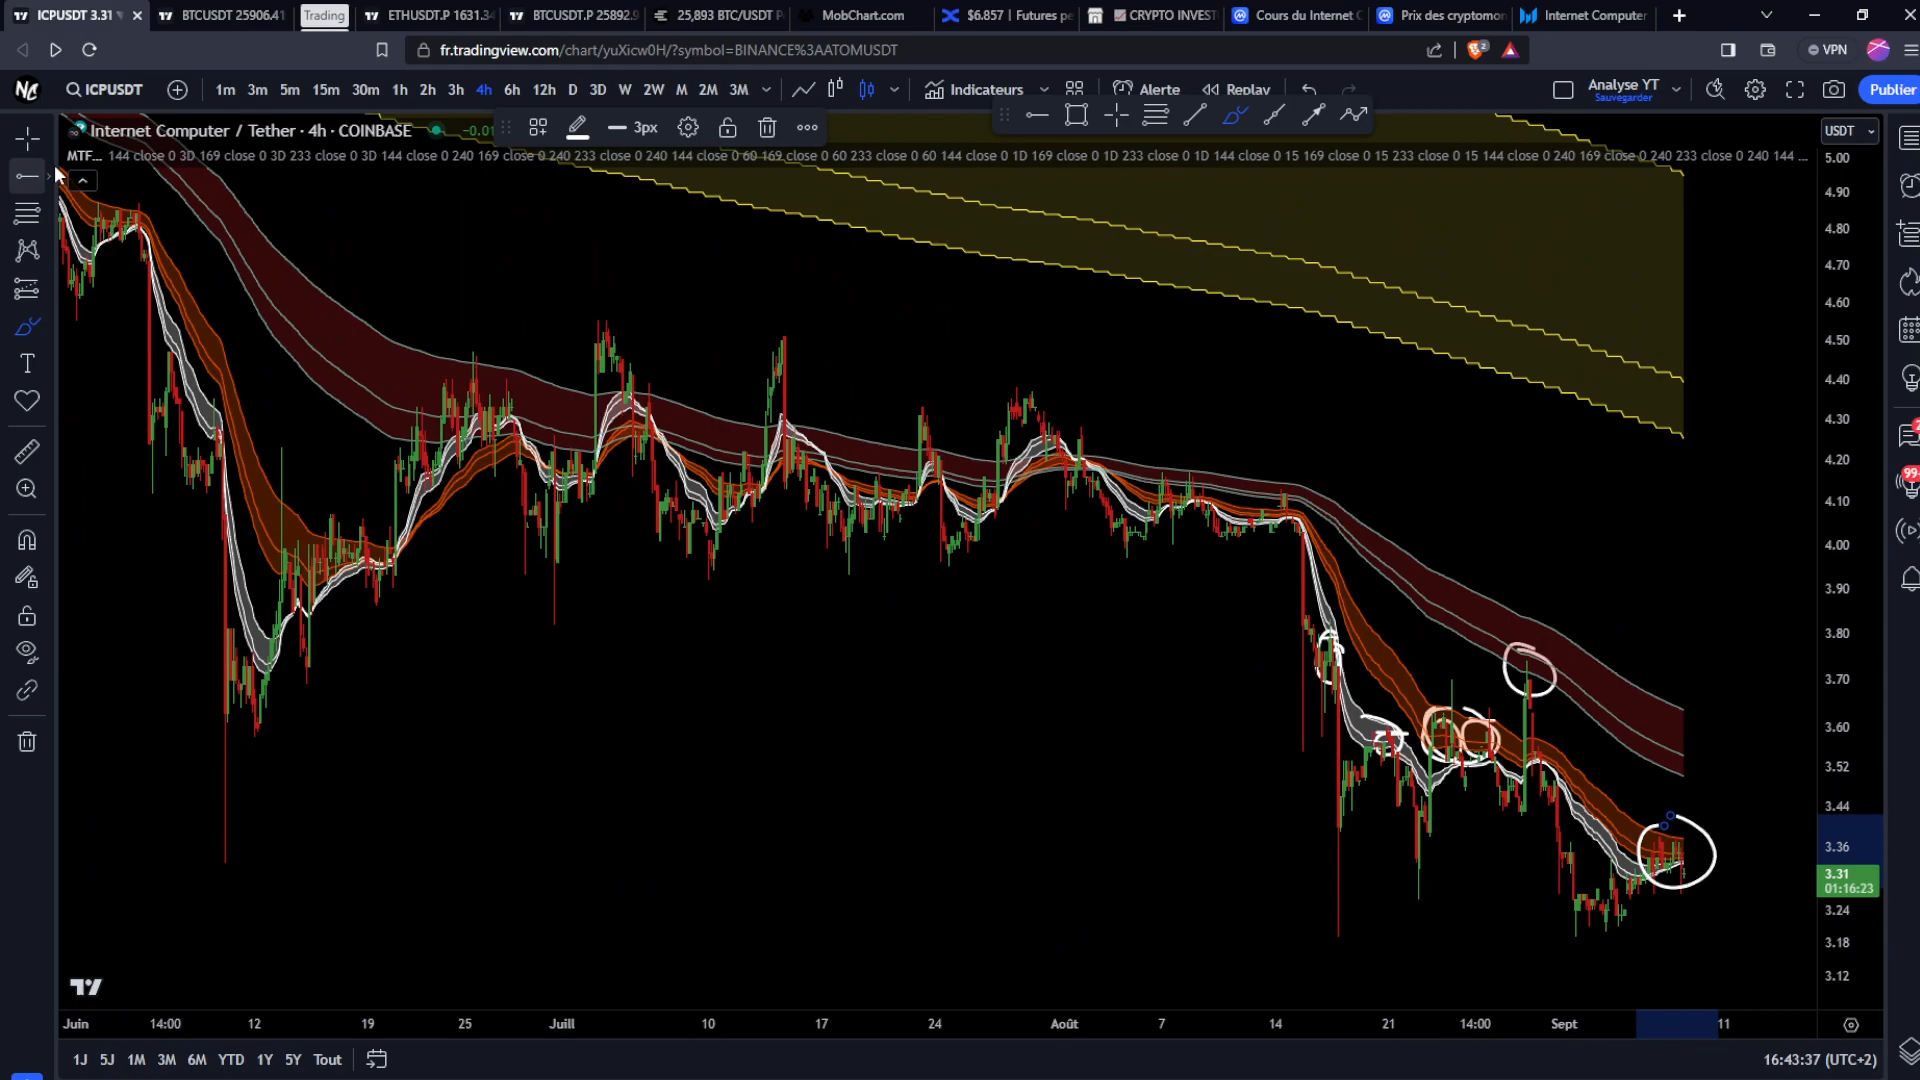 ICPUSDT 3.31
BTCUSDT 25906.41
Trading
ETHUSDT.P 1631.34
BTCUSDT.P 25892.9
25,893 BTC/USDT P
MobChart.com
$6.857 | Futures pe
CRYPTO INVEST
Cours du Internet C
Prix des cryptomon
Internet Computer
fr.tradingview.com/chart/yuXicw0H/?symbol=BINANCE%3AATOMUSDT
2
VPN
ICPUSDT
1m 3m 5m 15m 30m 1h 2h 3h 4h 6h 12h D 3D W 2W M 2M 3M
Indicateurs
Alerte
Replay
Analyse YT
Sauvegarder
Publier
Internet Computer / Tether · 4h · COINBASE
-0.01
3px
USDT
MTF... 144 close 0 3D 169 close 0 3D 233 close 0 3D 144 close 0 240 169 close 0 240 233 close 0 240 144 close 0 60 169 close 0 60 233 close 0 60 144 close 0 1D 169 close 0 1D 233 close 0 1D 144 close 0 15 169 close 0 15 233 close 0 15 144 close 0 240 169 close 0 240 233 close 0 240 144 ...
5.00
4.90
4.80
4.70
4.60
4.50
4.40
4.30
4.20
4.10
4.00
3.90
3.80
3.70
3.60
3.52
3.44
3.36
3.31
01:16:23
3.24
3.18
3.12
99+
Juin 14:00 12 19 25 Juill 10 17 24 Août 7 14 21 14:00 Sept 11
1J 5J 1M 3M 6M YTD 1Y 5Y Tout
16:43:37 (UTC+2)